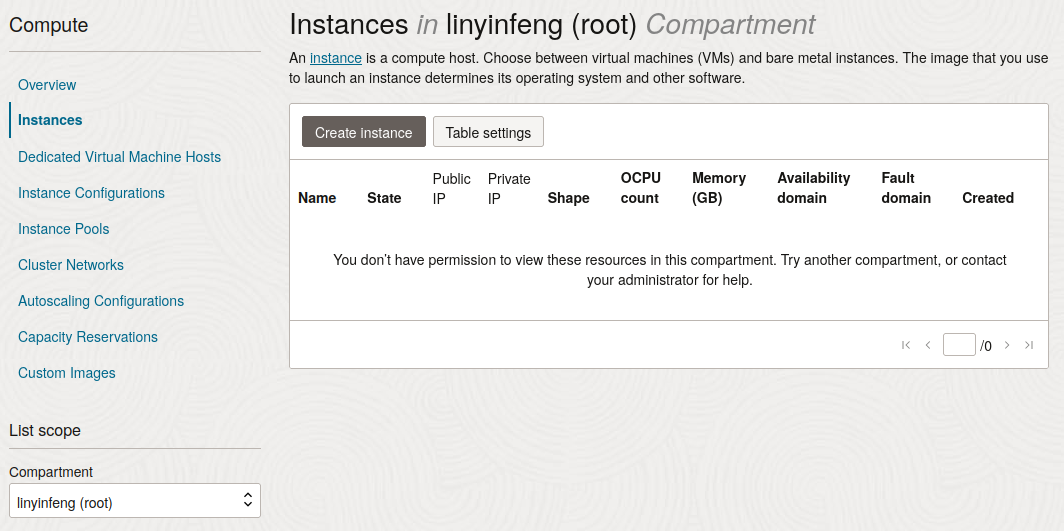 Compute
Overview
Instances
Dedicated Virtual Machine Hosts
Instance Configurations
Instance Pools
Cluster Networks
Autoscaling Configurations
Capacity Reservations
Custom Images
List scope
Compartment
linyinfeng (root)
Instances in linyinfeng (root) Compartment
An instance is a compute host. Choose between virtual machines (VMs) and bare metal instances. The image that you use
to launch an instance determines its operating system and other software.
Create instance
Table settings
Name
State
Public
IP
Private
IP
Shape
OCPU
count
Memory
(GB)
Availability
domain
Fault
domain
Created
You don't have permission to view these resources in this compartment. Try another compartment, or contact
your administrator for help.
/0